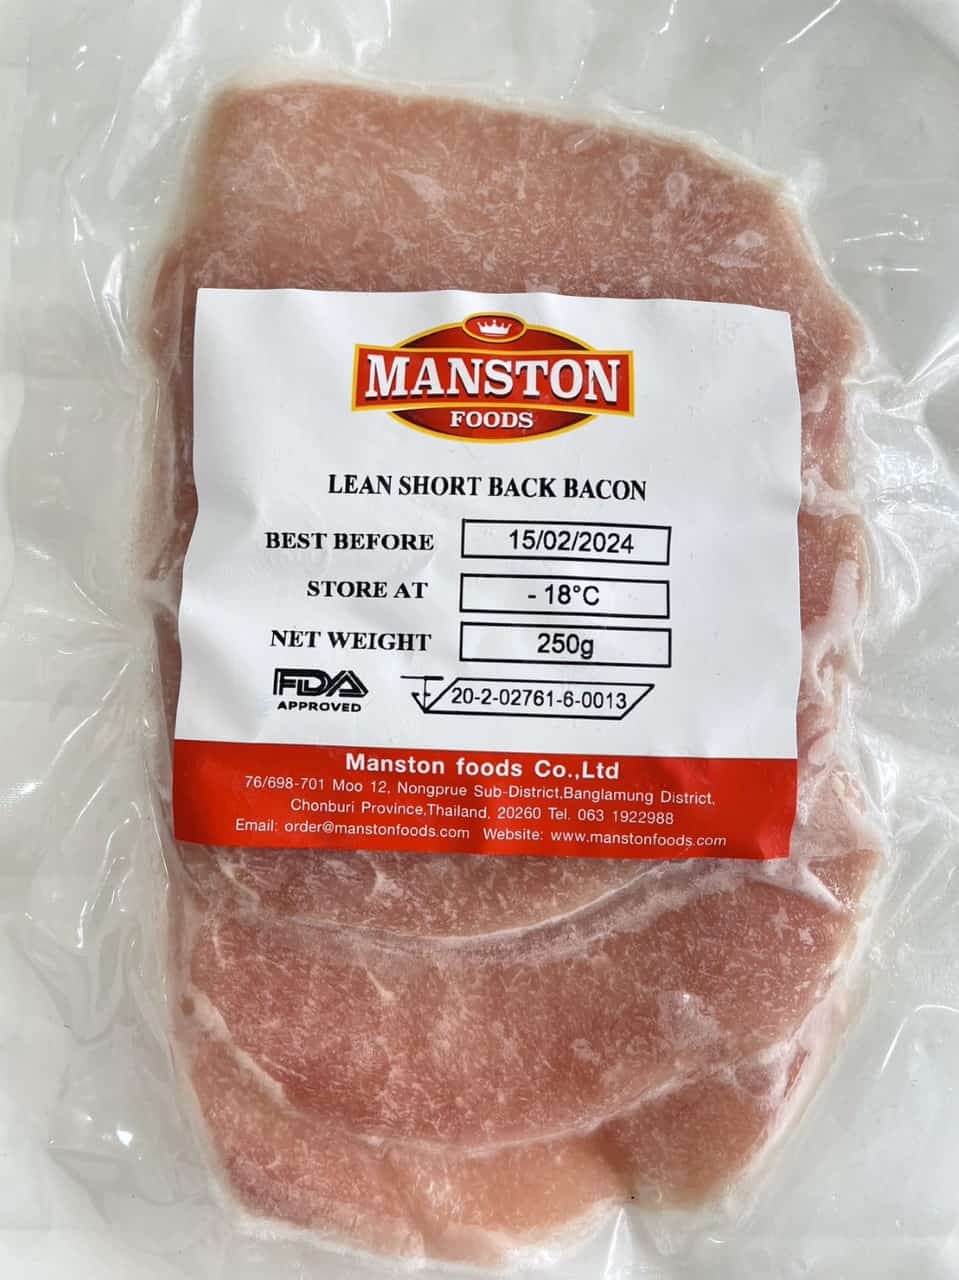 MANSTON
FOODS
LEAN SHORT BACK BACON
BEST BEFORE 15/02/2024
STORE AT - 18°C
NET WEIGHT 250g
FDA
APPROVED
20-2-02761-6-0013
Manston foods Co.,Ltd
76/698-701 Moo 12, Nongprue Sub-District,Banglamung District,
Chonburi Province,Thailand, 20260 Tel. 063 1922988
Email: order@manstonfoods.com Website: www.manstonfoods.com